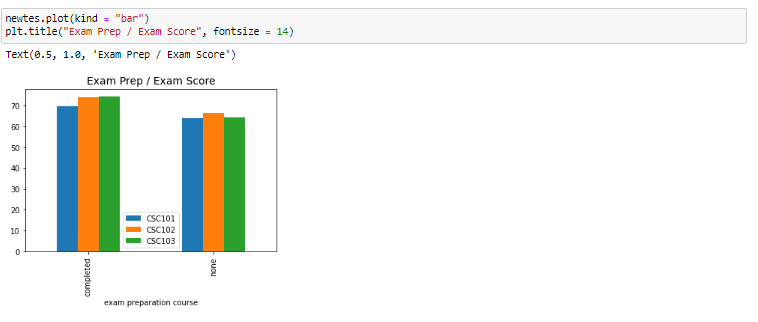 newtes.plot(kind = "bar")
plt.title("Exam Prep / Exam Score", fontsize = 14)
Text(0.5, 1.0, 'Exam Prep / Exam Score')
Exam Prep / Exam Score
70
60
50
40
30
20
10
0
CSC101
CSC102
CSC103
completed
none
exam preparation course